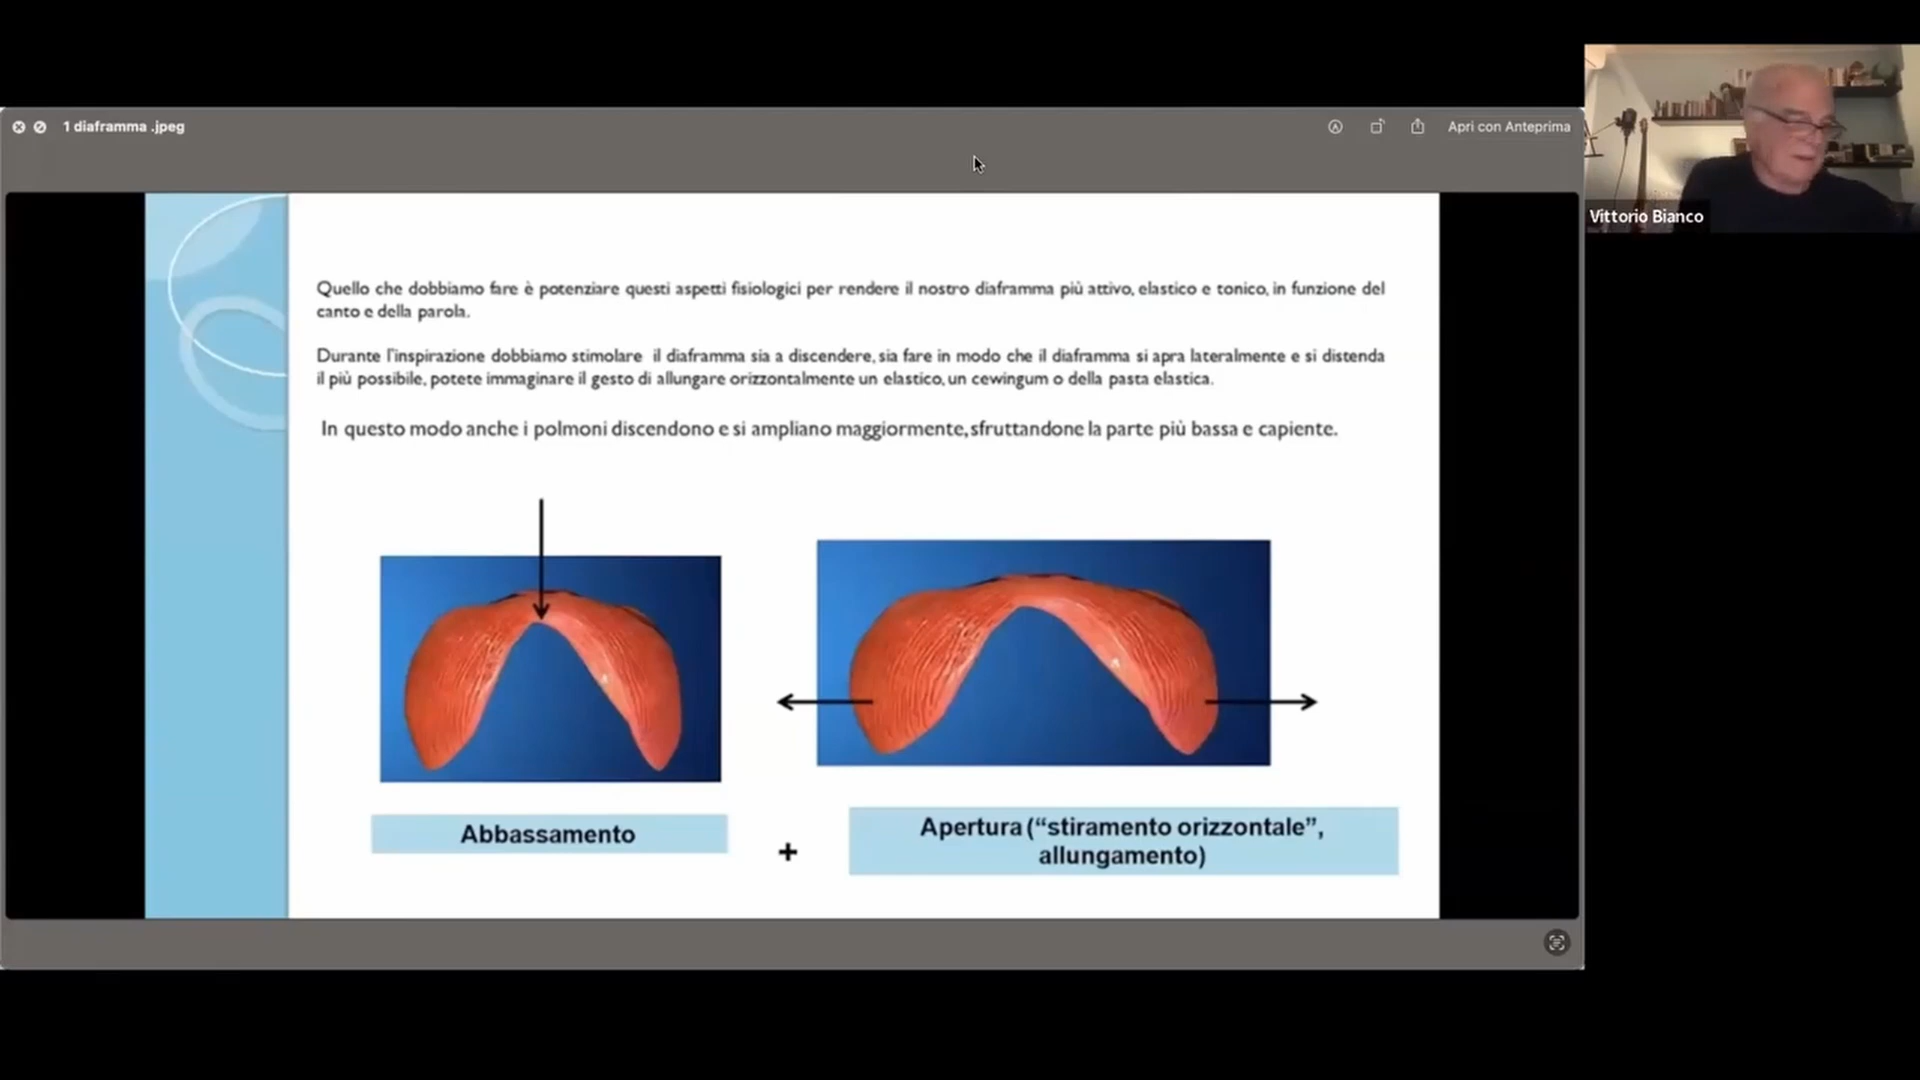 1 diaframma .jpeg
Apri con Anteprima
Vittorio Bianco
Quello che dobbiamo fare è potenziare questi aspetti fisiologici per rendere il nostro diaframma più attivo, elastico e tonico, in funzione del
canto e della parola.
Durante l'inspirazione dobbiamo stimolare il diaframma sia a discendere, sia fare in modo che il diaframma si apra lateralmente e si distenda
il più possibile, potete immaginare il gesto di allungare orizzontalmente un elastico, un cewingum o della pasta elastica.
In questo modo anche i polmoni discendono e si ampliano maggiormente, sfruttandone la parte più bassa e capiente.
Abbassamento
+
Apertura (“stiramento orizzontale”,
allungamento)